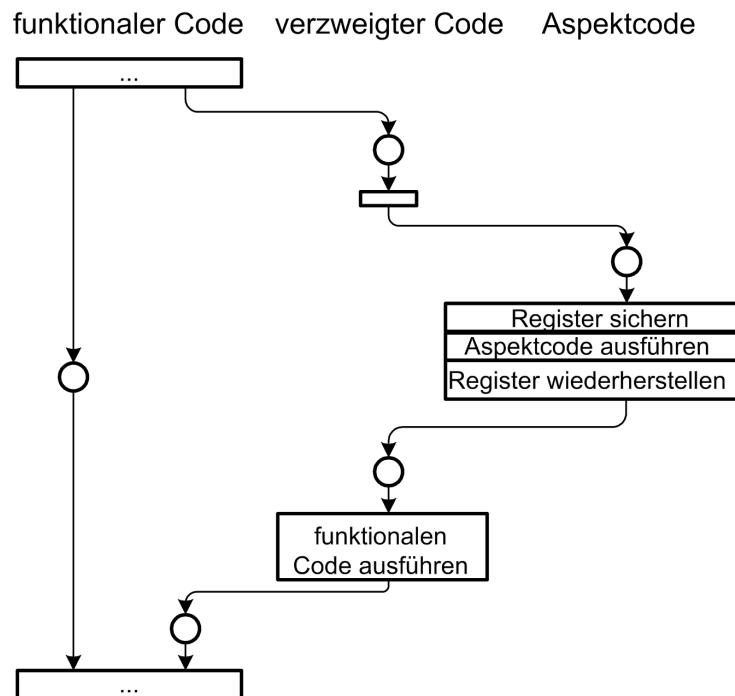 funktionaler Code verzweigter Code Aspektcode
...
Register sichern
Aspektcode ausführen
Register wiederherstellen
funktionalen
Code ausführen
...